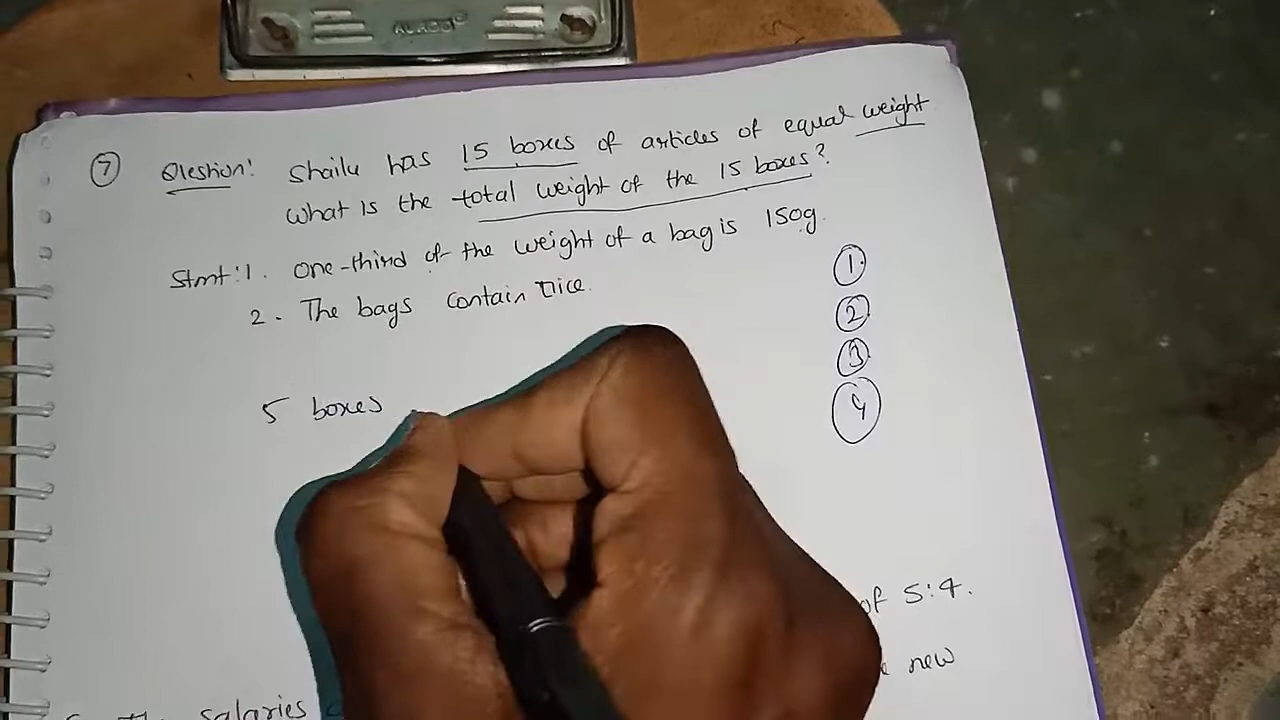 ⑦ Question: Shailu has 15 boxes of articles of equal weight
What is the total weight of the 15 boxes?
Stmt: 1. One-third of the weight of a bag is 150g.
2. The bags contain rice.
①
②
③
④
5 boxes
of 5:4.
new
salaries